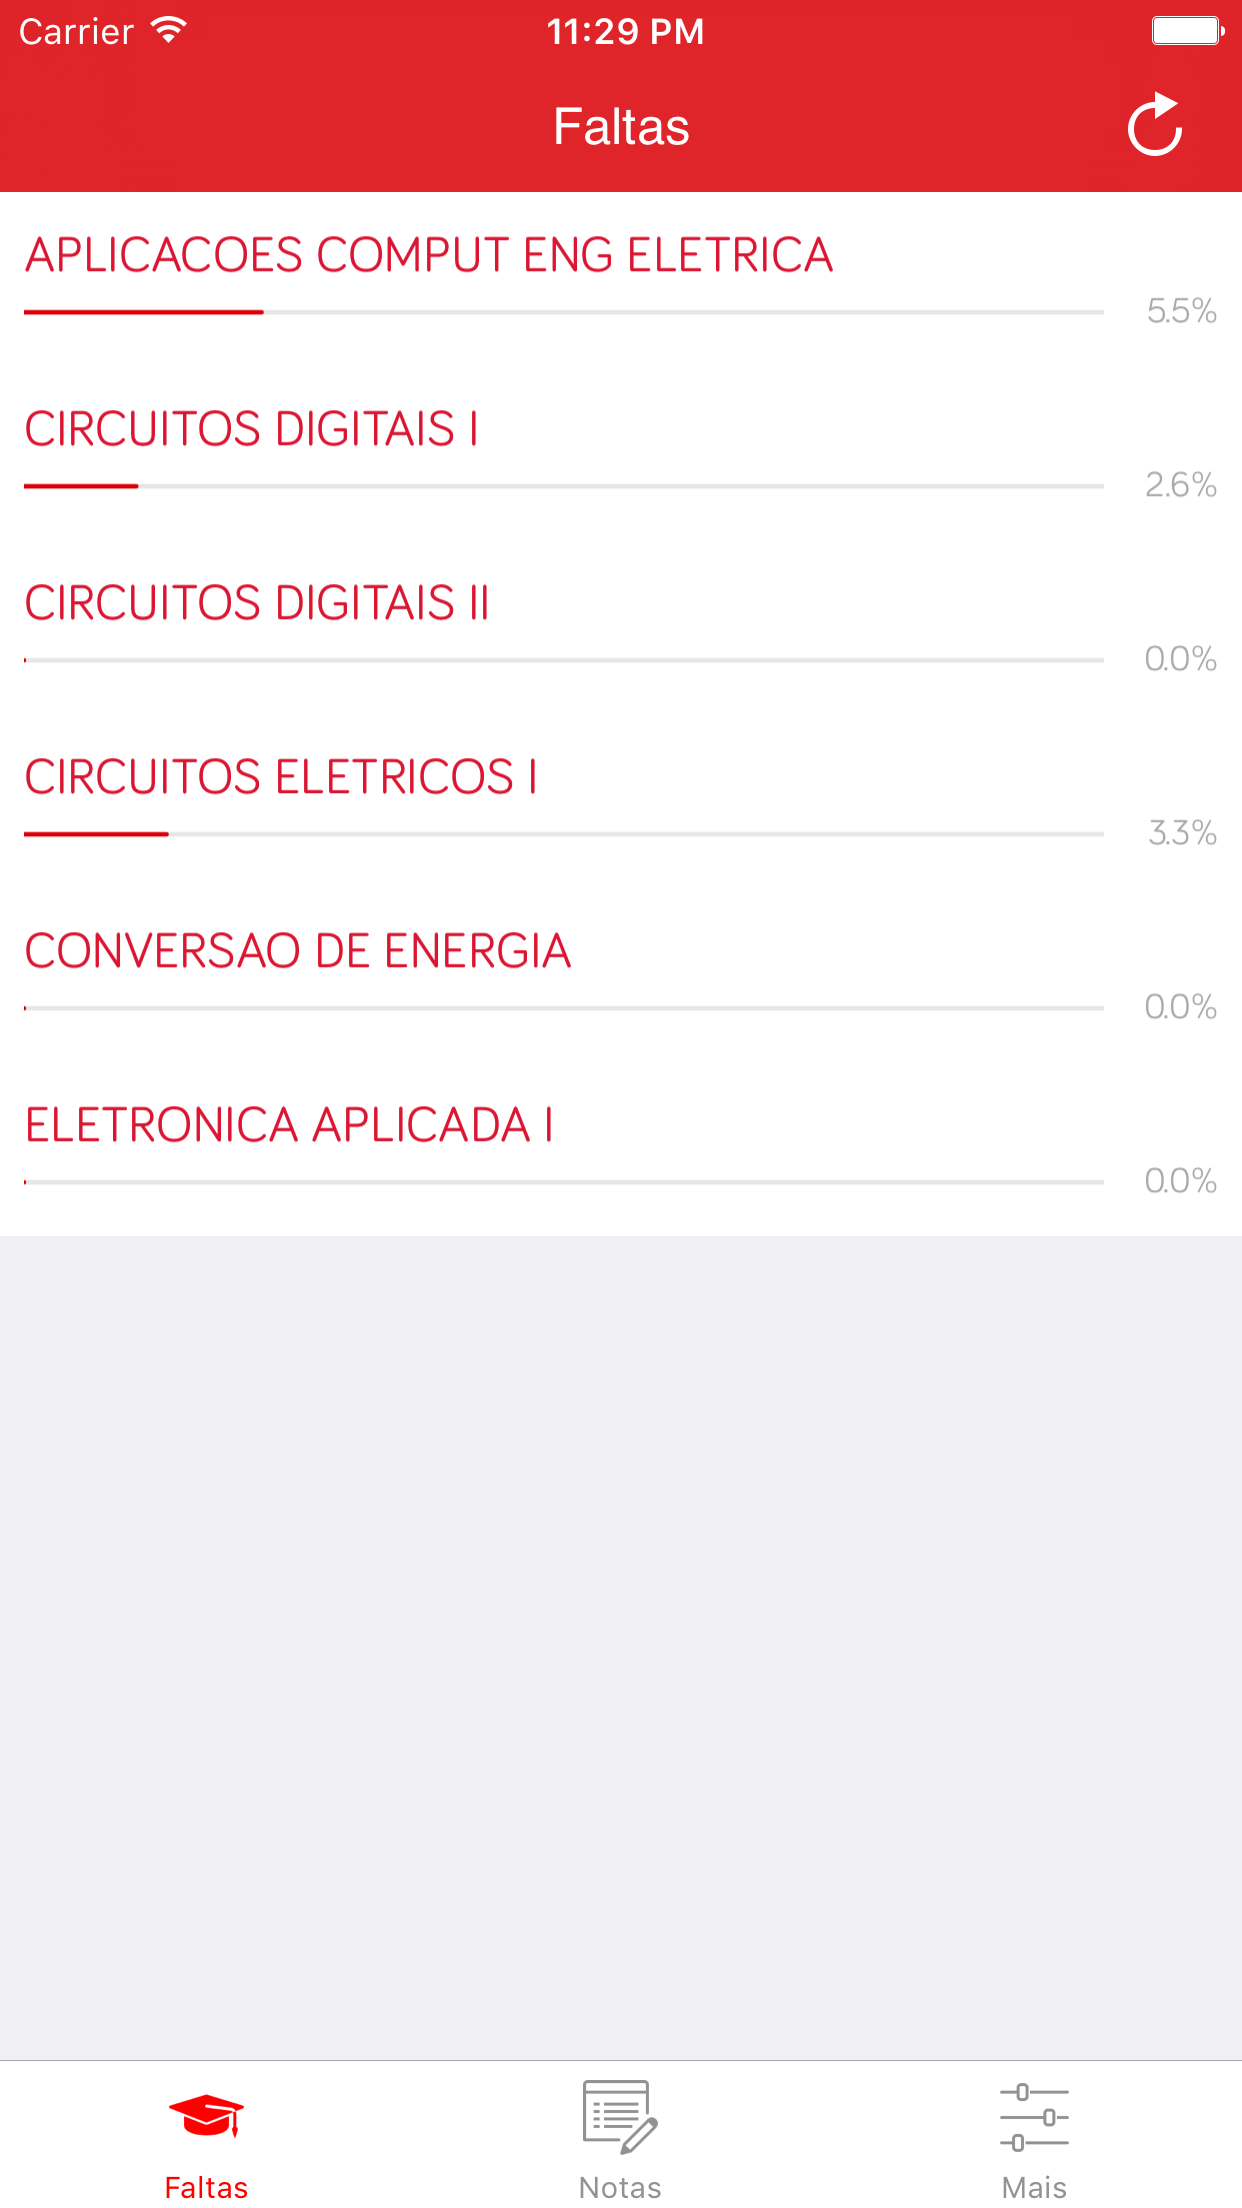 Carrier 11:29 PM
Faltas
APLICACOES COMPUT ENG ELETRICA
5.5%
CIRCUITOS DIGITAIS I
2.6%
CIRCUITOS DIGITAIS II
0.0%
CIRCUITOS ELETRICOS I
3.3%
CONVERSAO DE ENERGIA
0.0%
ELETRONICA APLICADA I
0.0%
Faltas Notas Mais